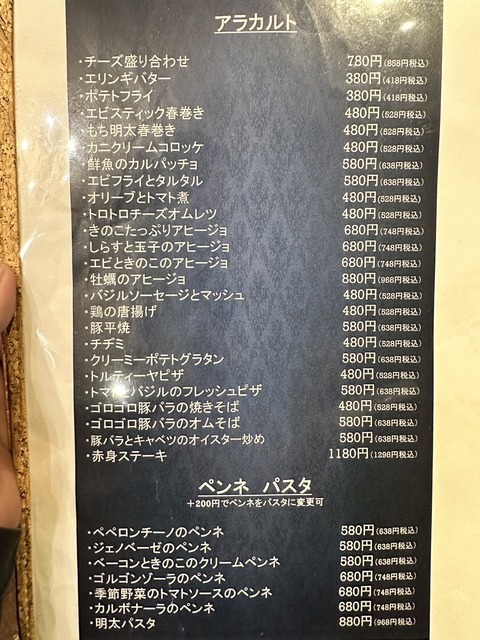 アラカルト
・チーズ盛り合わせ 780円(858円税込)
・エリンギバター 380円(418円税込)
・ポテトフライ 380円(418円税込)
・エビスティック春巻き 480円(528円税込)
・もち明太春巻き 480円(528円税込)
・カニクリームコロッケ 480円(528円税込)
・鮮魚のカルパッチョ 580円(638円税込)
・エビフライとタルタル 580円(638円税込)
・オリーブとトマト煮 480円(528円税込)
・トロトロチーズオムレツ 480円(528円税込)
・きのこたっぷりアヒージョ 680円(748円税込)
・しらすと玉子のアヒージョ 680円(748円税込)
・エビときのこのアヒージョ 680円(748円税込)
・牡蠣のアヒージョ 880円(968円税込)
・バジルソーセージとマッシュ 480円(528円税込)
・鶏の唐揚げ 480円(528円税込)
・豚平焼 580円(638円税込)
・チヂミ 480円(528円税込)
・クリーミーポテトグラタン 580円(638円税込)
・トルティーヤピザ 480円(528円税込)
・トマトとバジルのフレッシュピザ 580円(638円税込)
・ゴロゴロ豚バラの焼きそば 480円(528円税込)
・ゴロゴロ豚バラのオムそば 580円(638円税込)
・豚バラとキャベツのオイスター炒め 580円(638円税込)
・赤身ステーキ 1180円(1298円税込)
ペンネ パスタ
＋200円でペンネをパスタに変更可
・ペペロンチーノのペンネ 580円(638円税込)
・ジェノベーゼのペンネ 580円(638円税込)
・ベーコンときのこのクリームペンネ 580円(638円税込)
・ゴルゴンゾーラのペンネ 680円(748円税込)
・季節野菜のトマトソースのペンネ 680円(748円税込)
・カルボナーラのペンネ 680円(748円税込)
・明太パスタ 880円(968円税込)